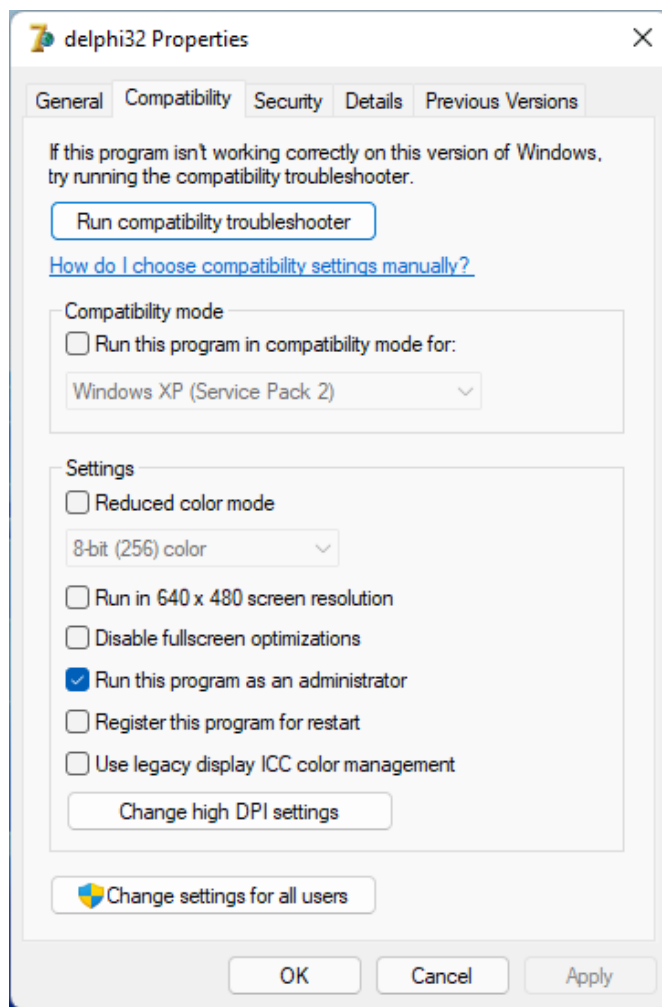 delphi32 Properties
General Compatibility Security Details Previous Versions
If this program isn't working correctly on this version of Windows,
try running the compatibility troubleshooter.
Run compatibility troubleshooter
How do I choose compatibility settings manually?
Compatibility mode
Run this program in compatibility mode for:
Windows XP (Service Pack 2)
Settings
Reduced color mode
8-bit (256) color
Run in 640 x 480 screen resolution
Disable fullscreen optimizations
Run this program as an administrator
Register this program for restart
Use legacy display ICC color management
Change high DPI settings
Change settings for all users
OK Cancel Apply